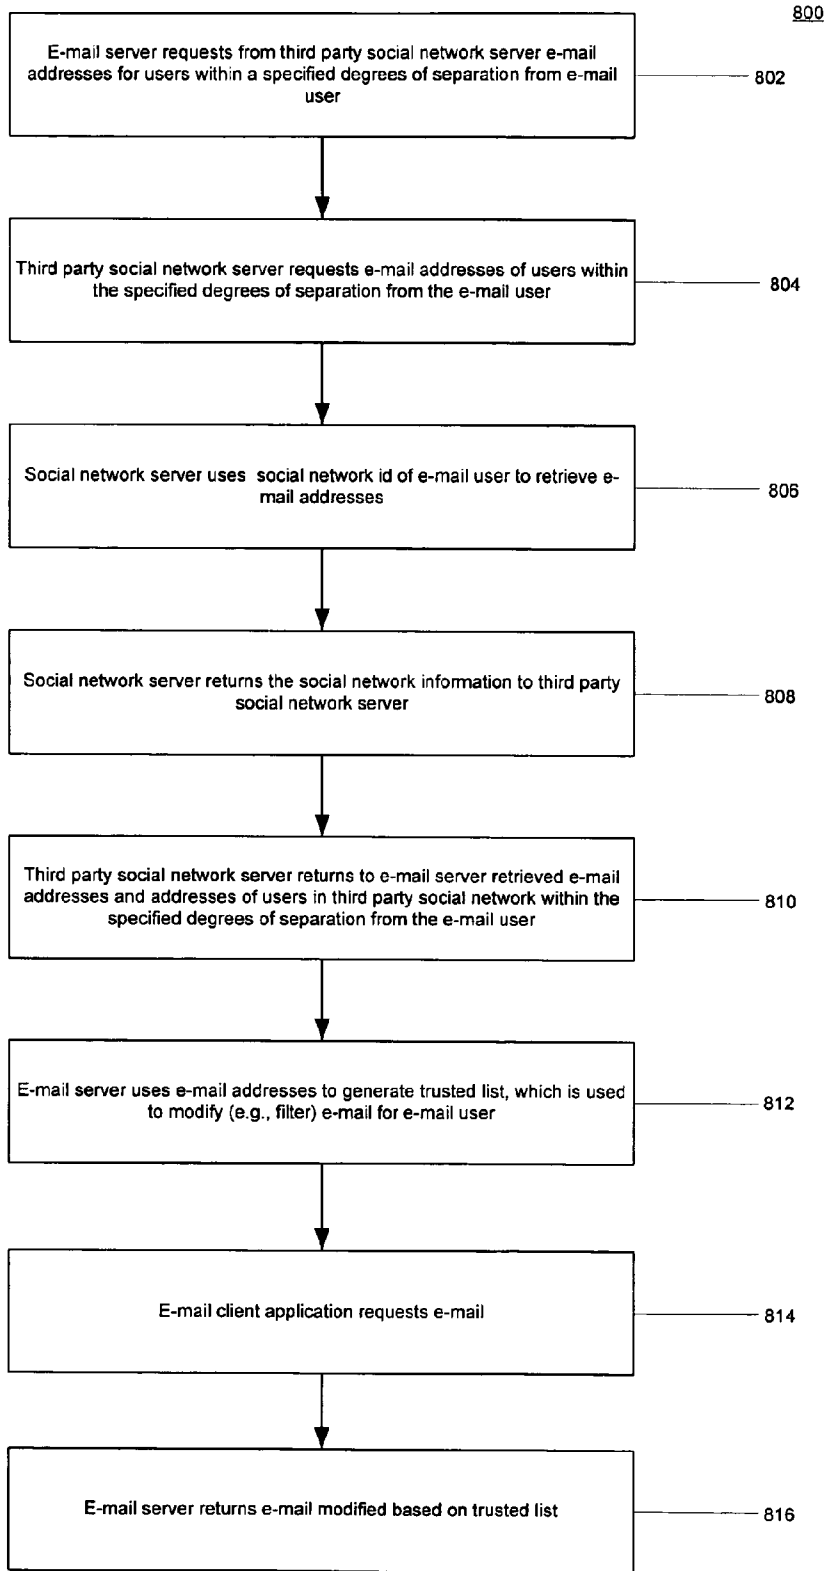 800
E-mail server requests from third party social network server e-mail
addresses for users within a specified degrees of separation from e-mail
user
802
Third party social network server requests e-mail addresses of users within
the specified degrees of separation from the e-mail user
804
Social network server uses social network id of e-mail user to retrieve e-
mail addresses
806
Social network server returns the social network information to third party
social network server
808
Third party social network server returns to e-mail server retrieved e-mail
addresses and addresses of users in third party social network within the
specified degrees of separation from the e-mail user
810
E-mail server uses e-mail addresses to generate trusted list, which is used
to modify (e.g., filter) e-mail for e-mail user
812
E-mail client application requests e-mail
814
E-mail server returns e-mail modified based on trusted list
816